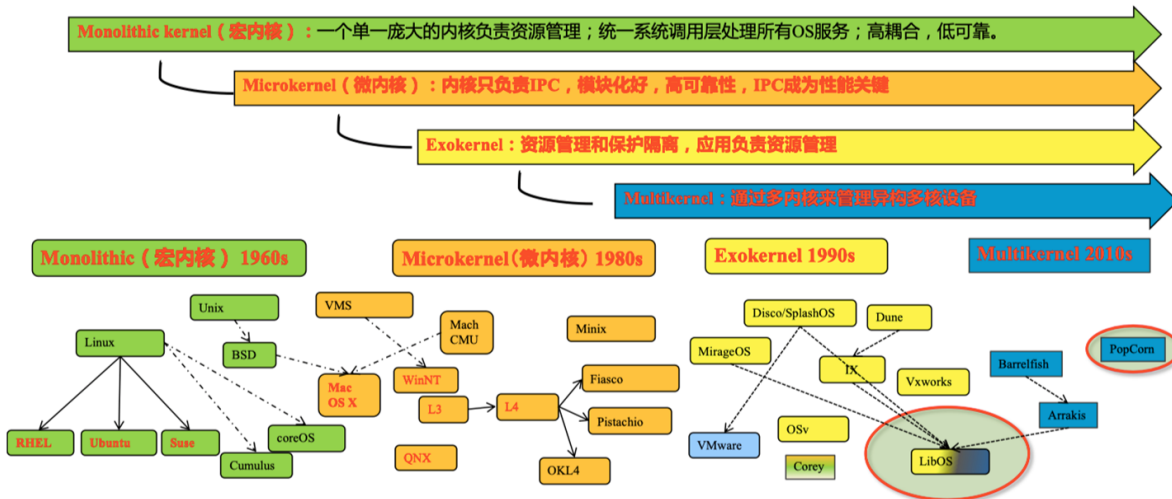 Monolithic kernel（宏内核）：一个单一庞大的内核负责资源管理；统一系统调用层处理所有OS服务；高耦合，低可靠。
Microkernel（微内核）：内核只负责IPC，模块化好，高可靠性，IPC成为性能关键
Exokernel：资源管理和保护隔离，应用负责资源管理
Multikernel：通过多内核来管理异构多核设备
Monolithic（宏内核）1960s
Microkernel（微内核）1980s
Exokernel 1990s
Multikernel 2010s
Unix
Linux
BSD
RHEL
Ubuntu
Suse
coreOS
Cumulus
VMS
Mach
CMU
Minix
Mac
OS X
WinNT
L3
L4
Fiasco
Pistachio
QNX
OKL4
Disco/SplashOS
Dune
MirageOS
IX
Vxworks
OSv
VMware
Corey
LibOS
PopCorn
Barrelfish
Arrakis